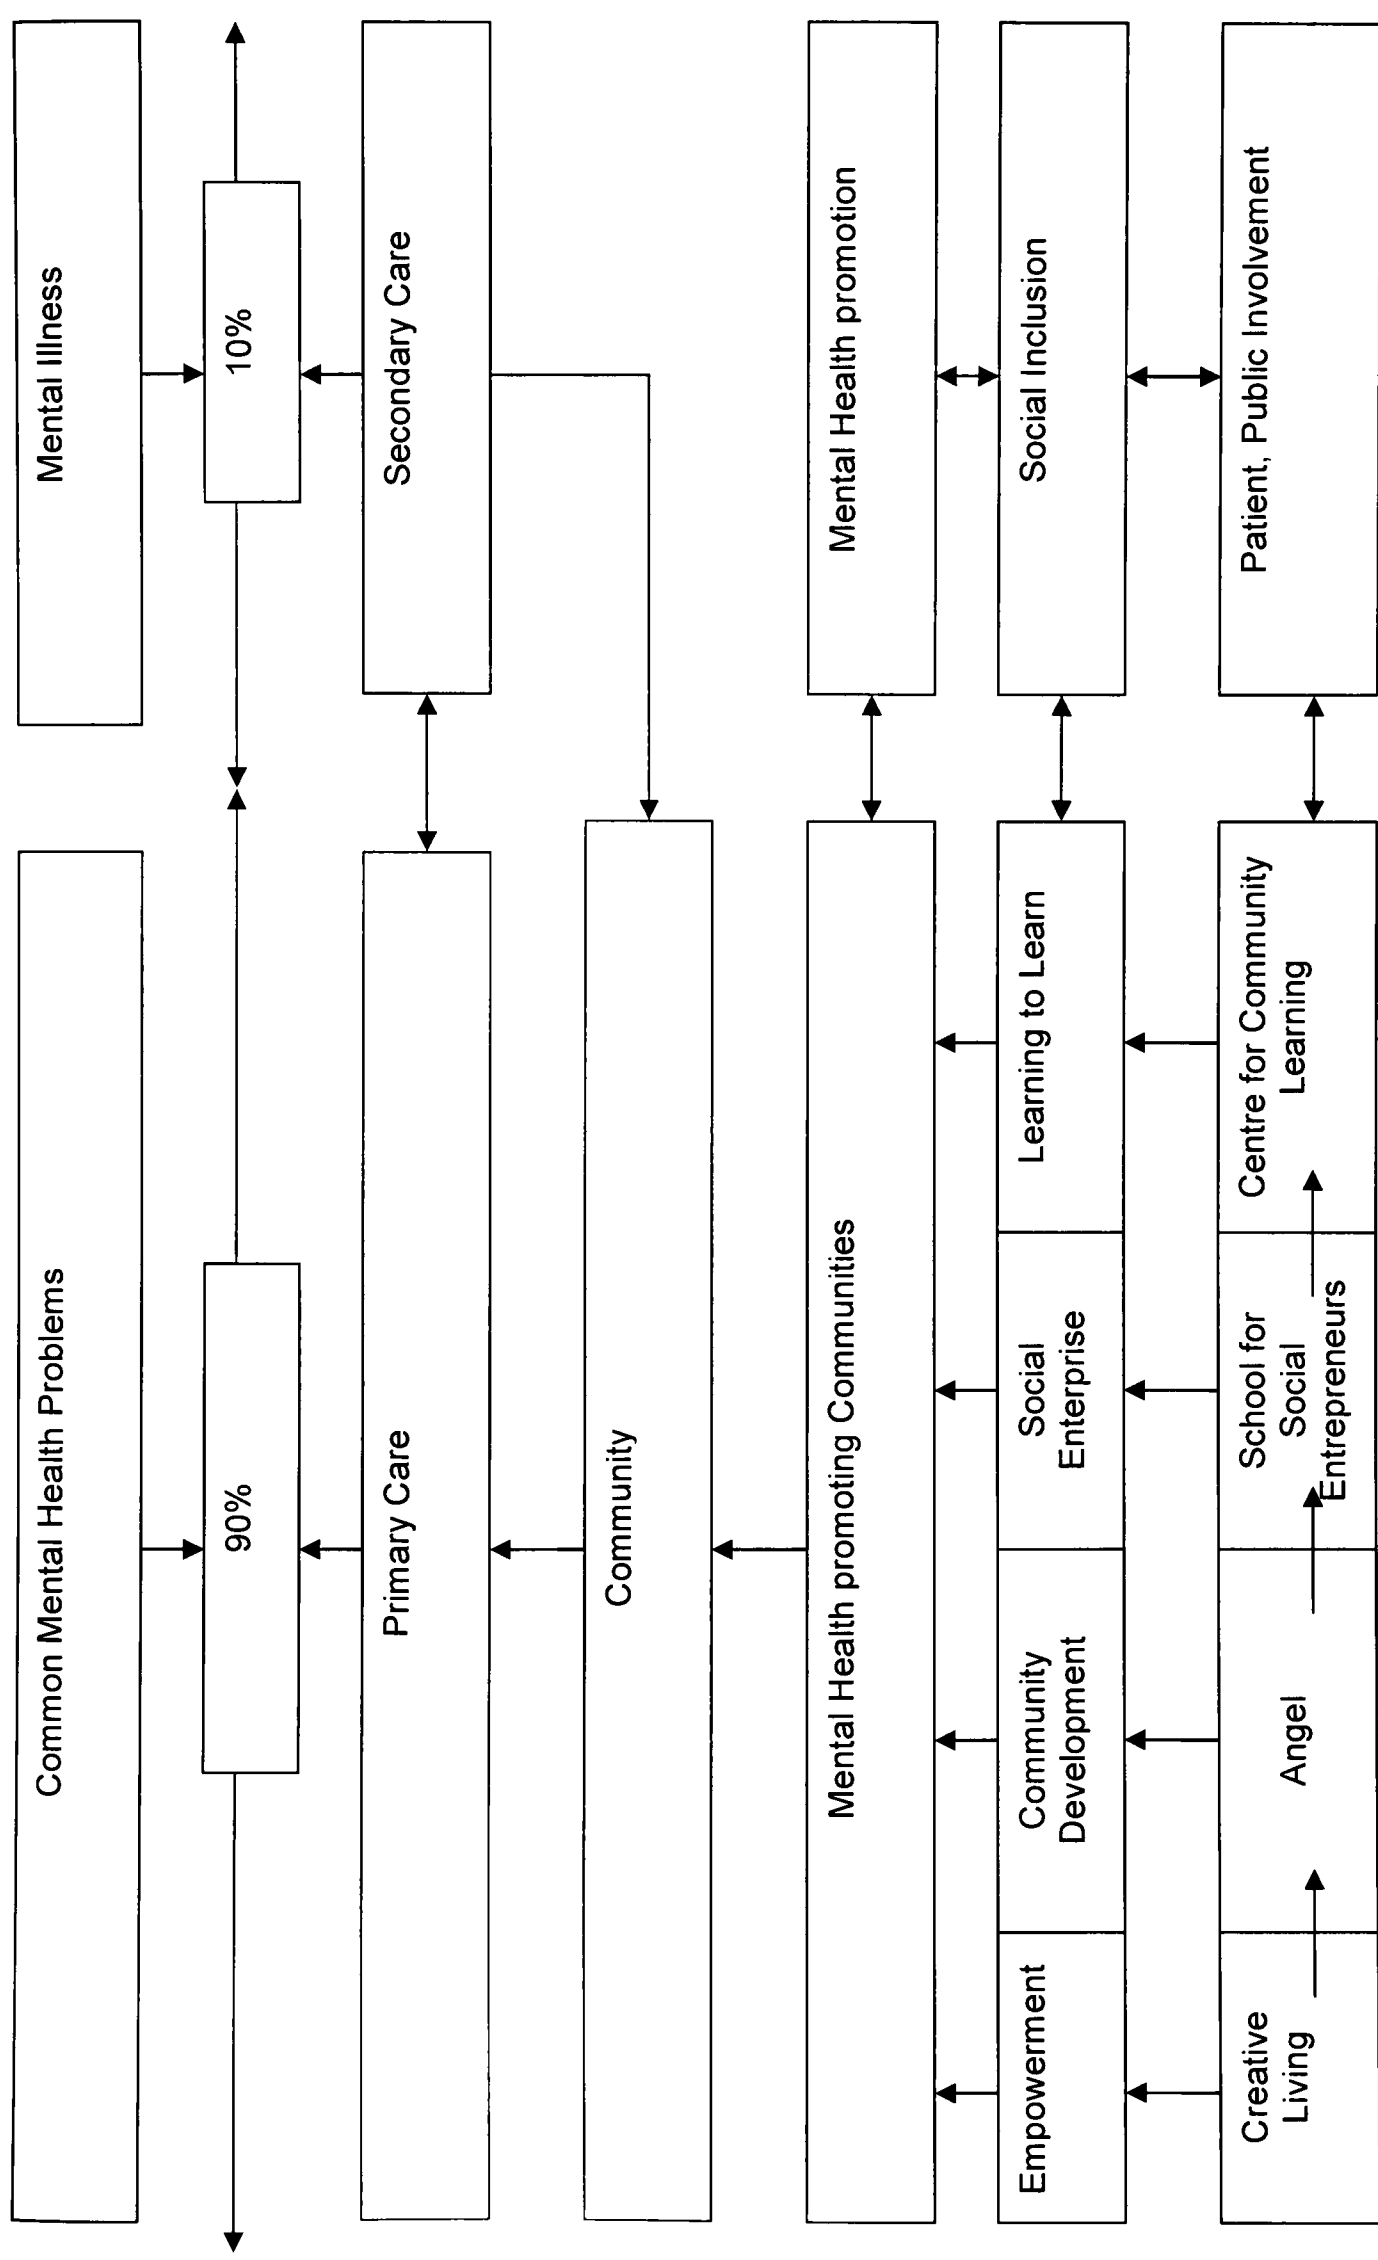 Common Mental Health Problems
Mental Illness
90%
10%
Primary Care
Secondary Care
Community
Mental Health promoting Communities
Mental Health promotion
Empowerment
Community
Development
Social
Enterprise
Learning to Learn
Social Inclusion
Creative
Living
Angel
School for
Social
Entrepreneurs
Centre for Community
Learning
Patient, Public Involvement